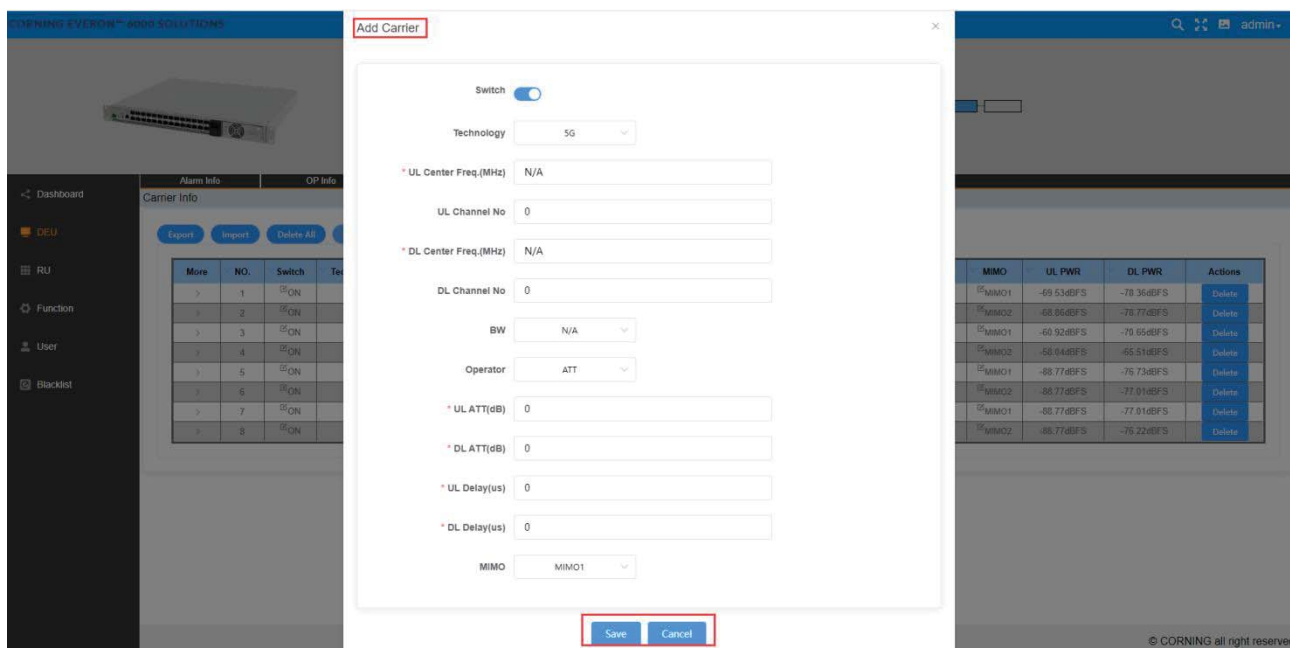 CORNING EVERON™ 6000 SOLUTIONS
admin
Add Carrier
Switch
Technology 5G
* UL Center Freq.(MHz) N/A
UL Channel No 0
* DL Center Freq.(MHz) N/A
DL Channel No 0
BW N/A
Operator ATT
* UL ATT(dB) 0
* DL ATT(dB) 0
* UL Delay(us) 0
* DL Delay(us) 0
MIMO MIMO1
Save Cancel
Dashboard
DEU
RU
Function
User
Blacklist
Alarm Info OP Info
Carrier Info
Export Import Delete All
More NO. Switch Tec MIMO UL PWR DL PWR Actions
> 1 ON MIMO1 -69.53dBFS -78.36dBFS Delete
> 2 ON MIMO2 -68.86dBFS -78.77dBFS Delete
> 3 ON MIMO1 -60.92dBFS -79.65dBFS Delete
> 4 ON MIMO2 -58.04dBFS -65.51dBFS Delete
> 5 ON MIMO1 -88.77dBFS -76.73dBFS Delete
> 6 ON MIMO2 -88.77dBFS -77.01dBFS Delete
> 7 ON MIMO1 -88.77dBFS -77.81dBFS Delete
> 8 ON MIMO2 -88.77dBFS -76.22dBFS Delete
© CORNING all right reserve